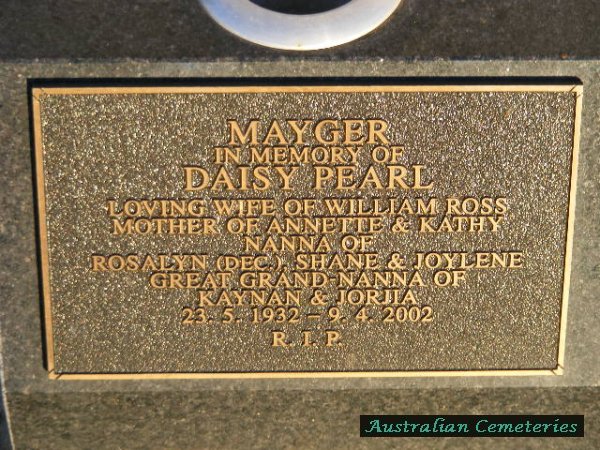 MAYGER
IN MEMORY OF
DAISY PEARL
LOVING WIFE OF WILLIAM ROSS
MOTHER OF ANNETTE & KATHY
NANNA OF
ROSALYN (DEC), SHANE & JOYLENE
GREAT GRAND-NANNA OF
KAYNAN & JORJIA
23. 5. 1932 – 9. 4. 2002
R. I. P.
Australian Cemeteries